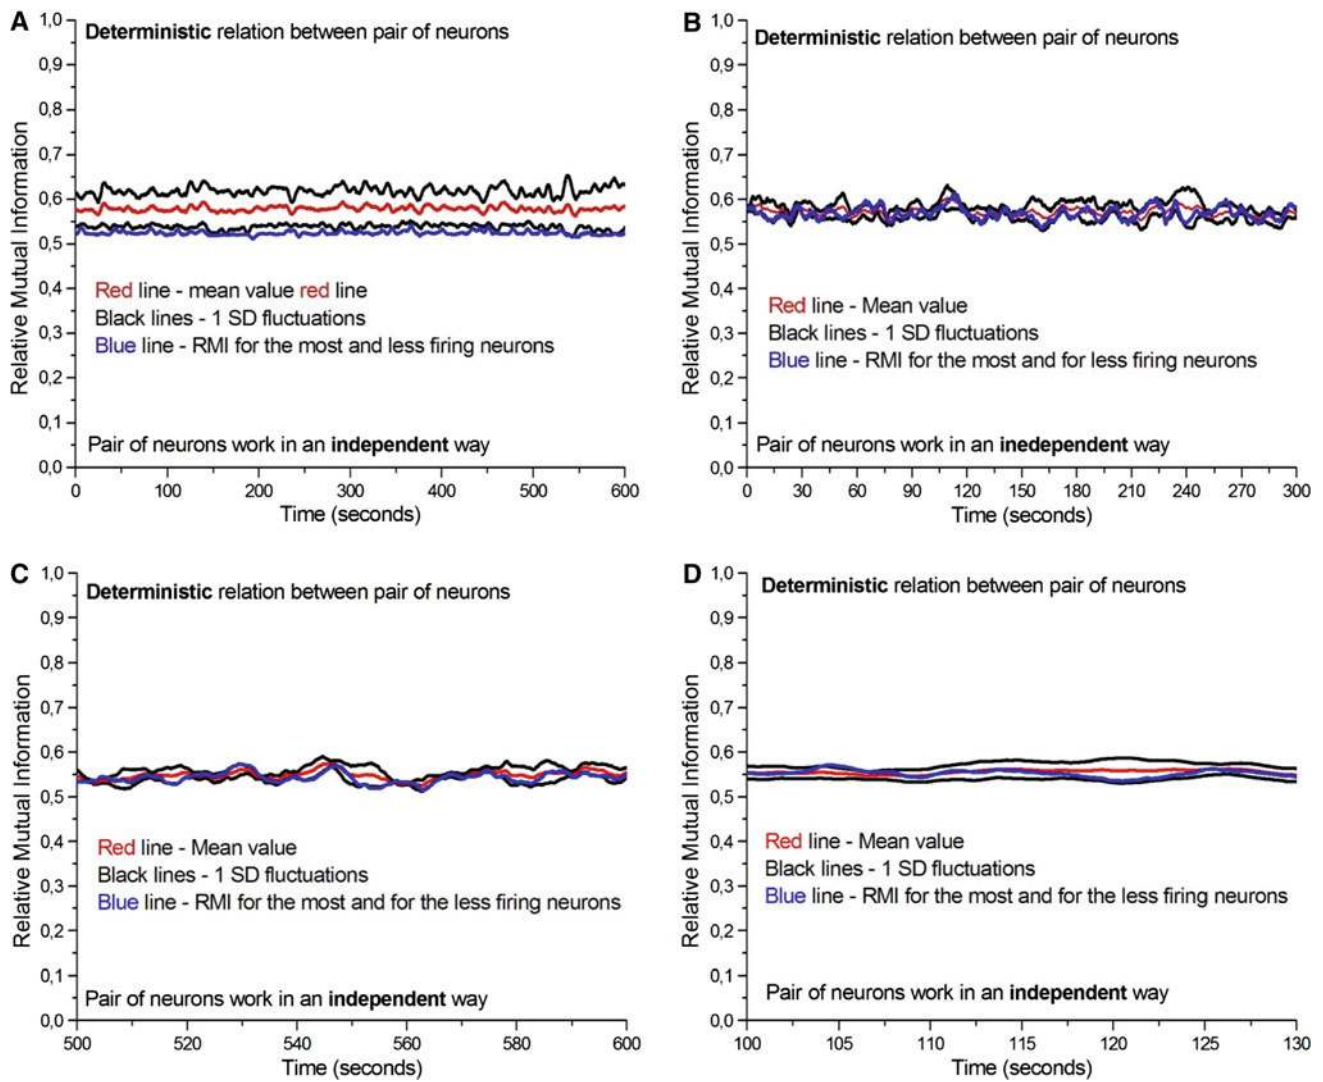 A
Deterministic relation between pair of neurons
1,0
0,9
0,8
0,7
0,6
0,5
0,4
0,3
0,2
0,1
0,0
Relative Mutual Information
Red line - mean value red line
Black lines - 1 SD fluctuations
Blue line - RMI for the most and less firing neurons
Pair of neurons work in an independent way
0 100 200 300 400 500 600
Time (seconds)
B
Deterministic relation between pair of neurons
1,0
0,9
0,8
0,7
0,6
0,5
0,4
0,3
0,2
0,1
0,0
Relative Mutual Information
Red line - Mean value
Black lines - 1 SD fluctuations
Blue line - RMI for the most and for less firing neurons
Pair of neurons work in an inedependent way
0 30 60 90 120 150 180 210 240 270 300
Time (seconds)
C
Deterministic relation between pair of neurons
1,0
0,9
0,8
0,7
0,6
0,5
0,4
0,3
0,2
0,1
0,0
Relative Mutual Information
Red line - Mean value
Black lines - 1 SD fluctuations
Blue line - RMI for the most and for the less firing neurons
Pair of neurons work in an independent way
500 520 540 560 580 600
Time (seconds)
D
Deterministic relation between pair of neurons
1,0
0,9
0,8
0,7
0,6
0,5
0,4
0,3
0,2
0,1
0,0
Relative Mutual Information
Red line - Mean value
Black lines - 1 SD fluctuations
Blue line - RMI for the most and for the less firing neurons
Pair of neurons work in an independent way
100 105 110 115 120 125 130
Time (seconds)